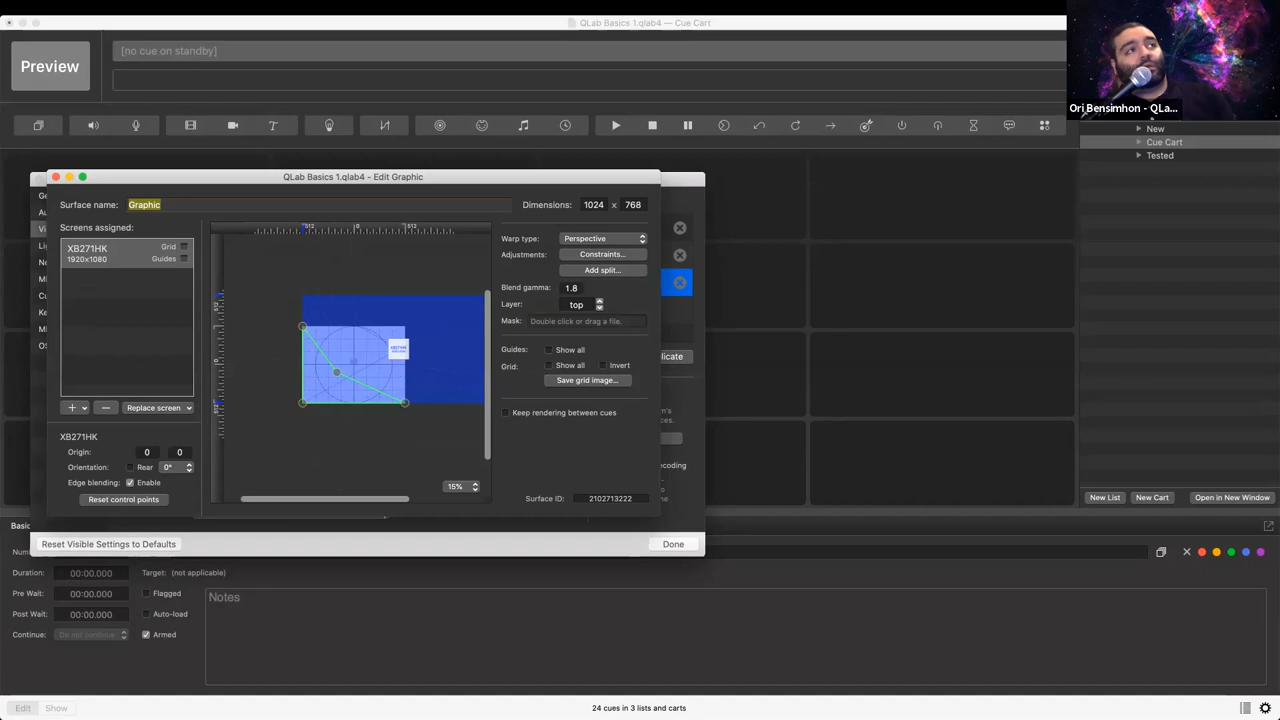 QLab Basics 1.qlab4 — Cue Cart
Preview
[no cue on standby]
Ori Bensimhon - QLa...
New
Cue Cart
Tested
QLab Basics 1.qlab4 - Edit Graphic
Surface name: Graphic
Dimensions: 1024 x 768
Screens assigned:
XB271HK Grid
1920x1080 Guides
512 0 512
Warp type: Perspective
Adjustments: Constraints...
Add split...
Blend gamma: 1.8
Layer: top
Mask: Double click or drag a file.
Guides: Show all
Grid: Show all Invert
Save grid image...
plicate
Keep rendering between cues
+ − Replace screen
XB271HK
Origin: 0 0
Orientation: Rear 0°
Edge blending: Enable
Reset control points
15%
Surface ID: 2102713222
Reset Visible Settings to Defaults
Done
New List New Cart Open in New Window
Basic
Duration: 00:00.000 Target: (not applicable)
Pre Wait: 00:00.000 Flagged
Post Wait: 00:00.000 Auto-load
Continue: Do not continue Armed
Notes
Edit Show
24 cues in 3 lists and carts